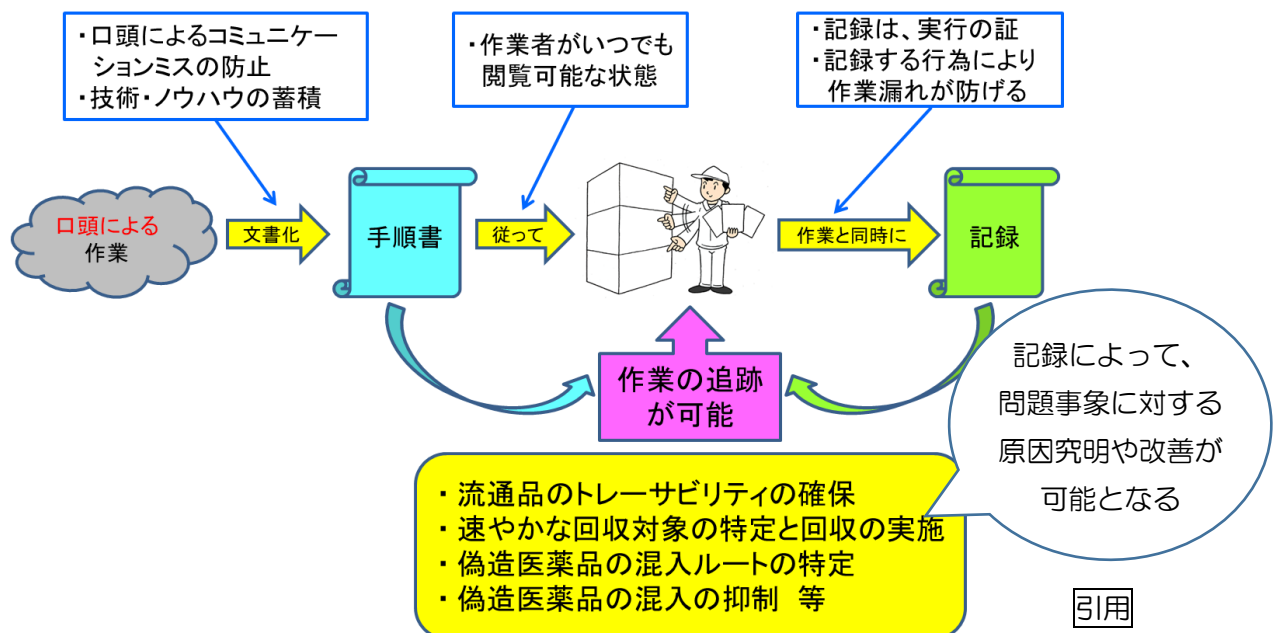 ・口頭によるコミュニケー
ションミスの防止
・技術・ノウハウの蓄積
・作業者がいつでも
閲覧可能な状態
・記録は、実行の証
・記録する行為により
作業漏れが防げる
口頭による
作業
文書化
手順書
従って
作業と同時に
記録
作業の追跡
が可能
記録によって、
問題事象に対する
原因究明や改善が
可能となる
・流通品のトレーサビリティの確保
・速やかな回収対象の特定と回収の実施
・偽造医薬品の混入ルートの特定
・偽造医薬品の混入の抑制 等
引用